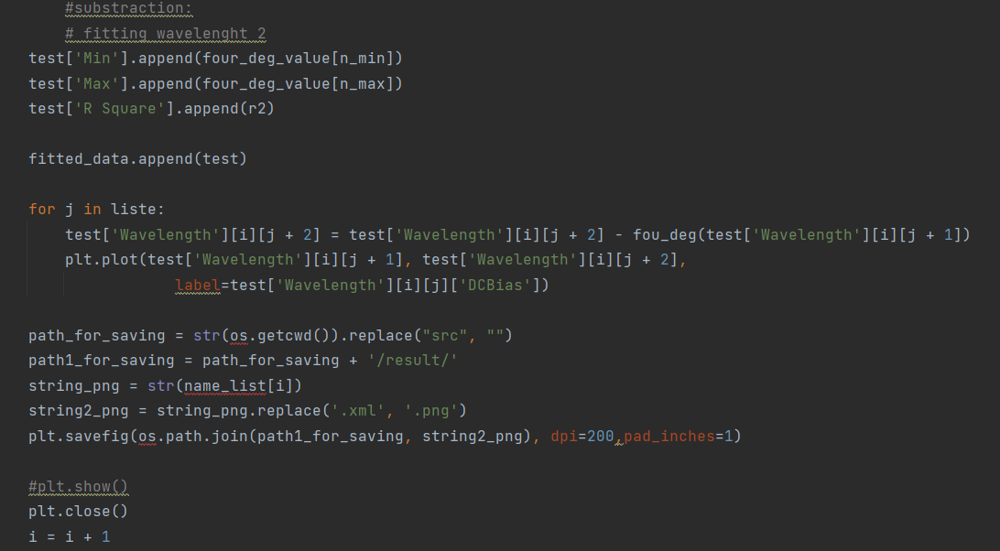 #substraction:
# fitting wavelenght 2
test['Min'].append(four_deg_value[n_min])
test['Max'].append(four_deg_value[n_max])
test['R Square'].append(r2)
fitted_data.append(test)
for j in liste:
test['Wavelength'][i][j + 2] = test['Wavelength'][i][j + 2] - fou_deg(test['Wavelength'][i][j + 1])
plt.plot(test['Wavelength'][i][j + 1], test['Wavelength'][i][j + 2],
label=test['Wavelength'][i][j]['DCBias'])
path_for_saving = str(os.getcwd()).replace("src", "")
path1_for_saving = path_for_saving + '/result/'
string_png = str(name_list[i])
string2_png = string_png.replace('.xml', '.png')
plt.savefig(os.path.join(path1_for_saving, string2_png), dpi=200,pad_inches=1)
#plt.show()
plt.close()
i = i + 1